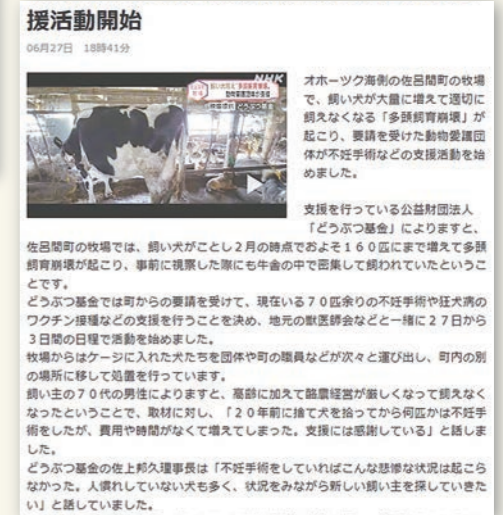 援活動開始
06月27日 18時41分
NHK
オホーツク海側の佐呂間町の牧場
で、飼い犬が大量に増えて適切に
飼えなくなる「多頭飼育崩壊」が
起こり、要請を受けた動物愛護団
体が不妊手術などの支援活動を始
めました。
支援を行っている公益財団法人
「どうぶつ基金」によりますと、
佐呂間町の牧場では、飼い犬がことし2月の時点でおよそ160匹にまで増えて多頭
飼育崩壊が起こり、事前に視察した際にも牛舎の中で密集して飼われていたというこ
とです。
どうぶつ基金では町からの要請を受けて、現在いる70匹余りの不妊手術や狂犬病の
ワクチン接種などの支援を行うことを決め、地元の獣医師会などと一緒に27日から
3日間の日程で活動を始めました。
牧場からはケージに入れた犬たちを団体や町の職員などが次々と運び出し、町内の別
の場所に移して処置を行っています。
飼い主の70代の男性によりますと、高齢に加えて酪農経営が厳しくなって飼えなく
なったということで、取材に対し、「20年前に捨て犬を拾ってから何匹かは不妊手
術をしたが、費用や時間がなくて増えてしまった。支援には感謝している」と話しま
した。
どうぶつ基金の佐上邦久理事長は「不妊手術をしていればこんな悲惨な状況は起こら
なかった。人慣れしていない犬も多く、状況をみながら新しい飼い主を探していきた
い」と話していました。